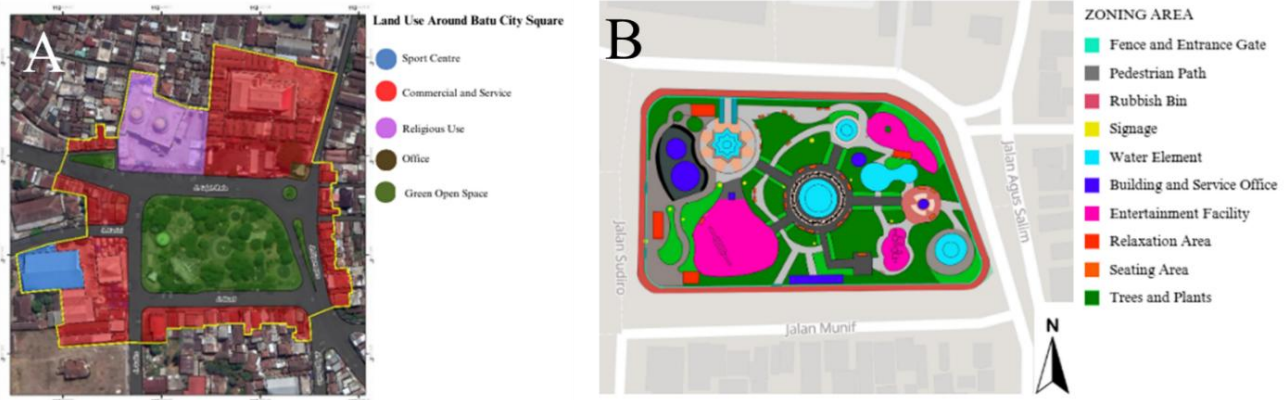 A
Land Use Around Batu City Square
Sport Centre
Commercial and Service
Religious Use
Office
Green Open Space
B
Jalan Sudiro
Jalan Munif
Jalan Agus Salim
ZONING AREA
Fence and Entrance Gate
Pedestrian Path
Rubbish Bin
Signage
Water Element
Building and Service Office
Entertainment Facility
Relaxation Area
Seating Area
Trees and Plants
N